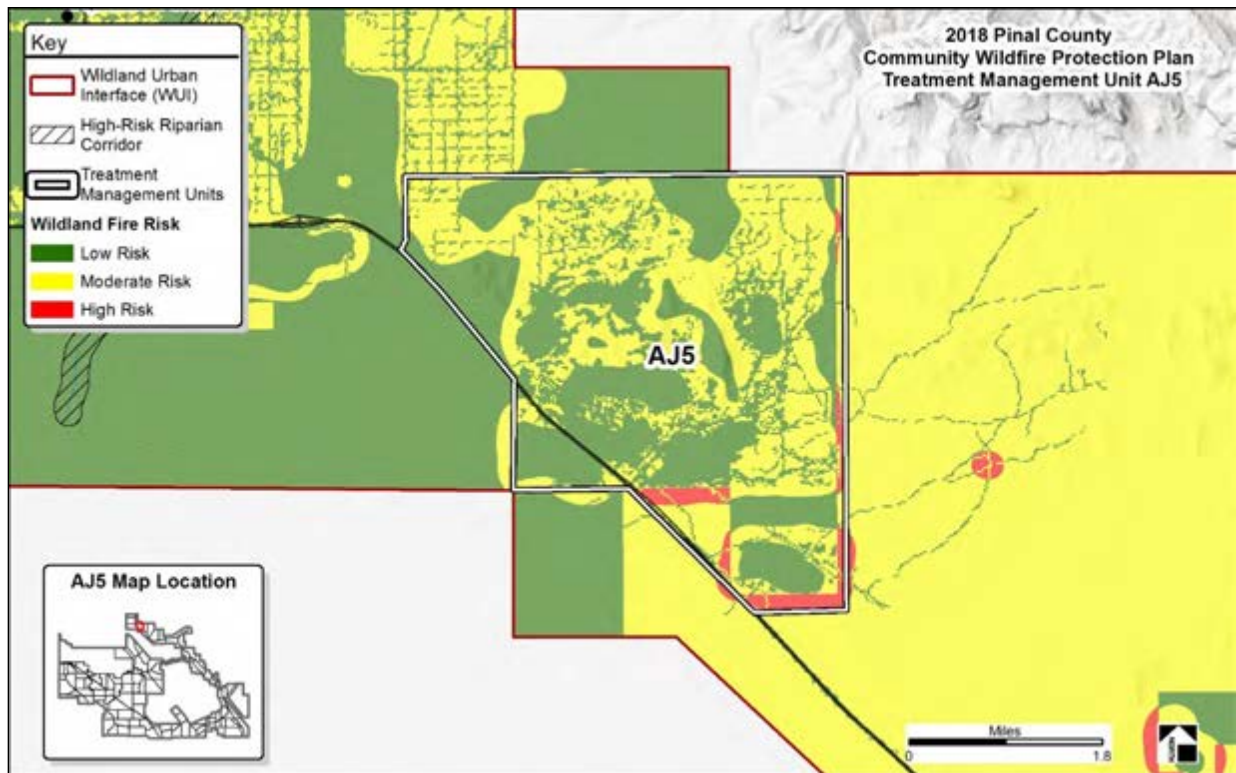 Key
Wildland Urban
Interface (WUI)
High-Risk Riparian
Corridor
Treatment
Management Units
Wildland Fire Risk
Low Risk
Moderate Risk
High Risk
2018 Pinal County
Community Wildfire Protection Plan
Treatment Management Unit AJ5
AJ5
AJ5 Map Location
Miles
0 1.8